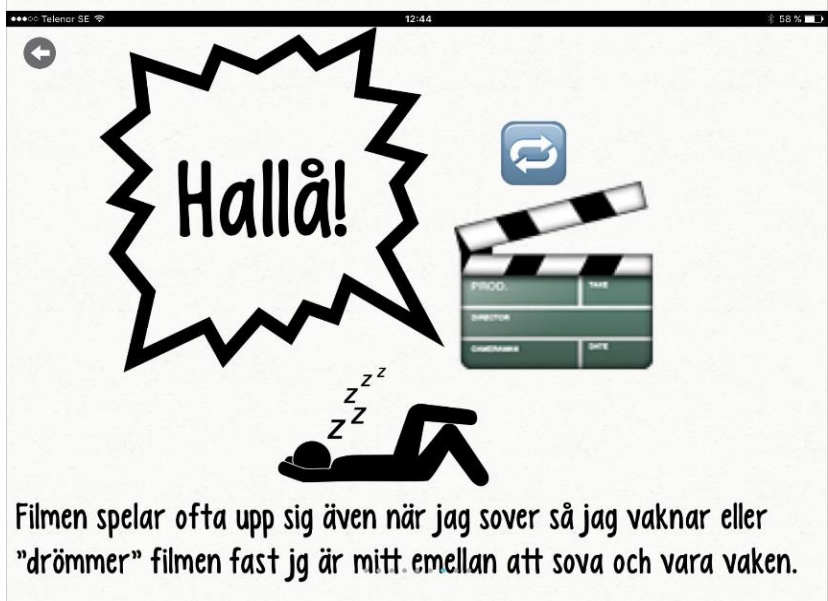 Telenor SE 12:44 58 %
Hallå!
PROD. TAKE
DIRECTOR
CAMERAMAN DATE
z
z
z
Z
Z
Filmen spelar ofta upp sig även när jag sover så jag vaknar eller
"drömmer" filmen fast jg är mitt emellan att sova och vara vaken.